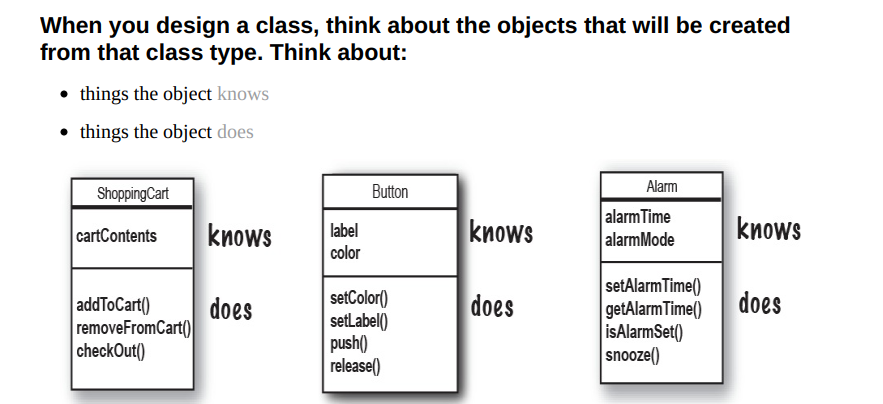 When you design a class, think about the objects that will be created
from that class type. Think about:
• things the object knows
• things the object does
ShoppingCart
cartContents
knows
addToCart()
removeFromCart()
checkOut()
does
Button
label
color
knows
setColor()
setLabel()
push()
release()
does
Alarm
alarmTime
alarmMode
knows
setAlarmTime()
getAlarmTime()
isAlarmSet()
snooze()
does